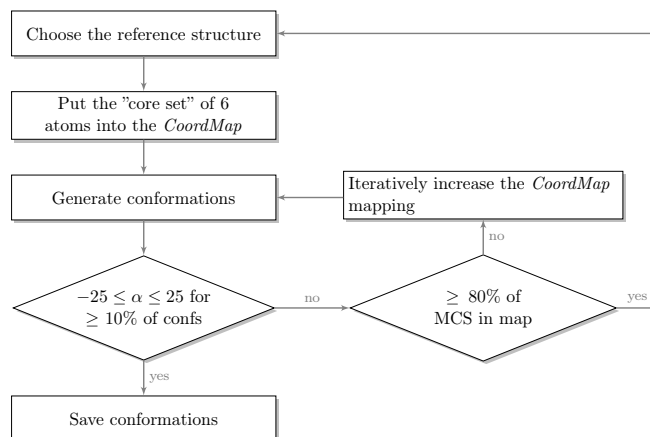 Choose the reference structure
Put the ”core set” of 6
atoms into the CoordMap
Generate conformations
Iteratively increase the CoordMap
mapping
no
−25 ≤ α ≤ 25 for
≥ 10% of confs
no
≥ 80% of
MCS in map
yes
yes
Save conformations